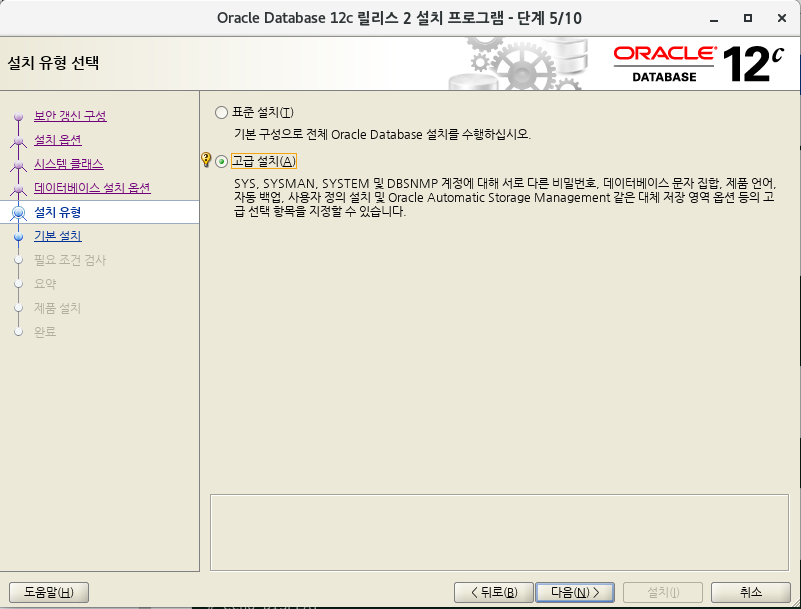 Oracle Database 12c 릴리스 2 설치 프로그램 - 단계 5/10
설치 유형 선택
ORACLE
DATABASE
12c
보안 갱신 구성
설치 옵션
시스템 클래스
데이터베이스 설치 옵션
설치 유형
기본 설치
필요 조건 검사
요약
제품 설치
완료
표준 설치(T)
기본 구성으로 전체 Oracle Database 설치를 수행하십시오.
고급 설치(A)
SYS, SYSMAN, SYSTEM 및 DBSNMP 계정에 대해 서로 다른 비밀번호, 데이터베이스 문자 집합, 제품 언어,
자동 백업, 사용자 정의 설치 및 Oracle Automatic Storage Management 같은 대체 저장 영역 옵션 등의 고
급 선택 항목을 지정할 수 있습니다.
도움말(H)
< 뒤로(B)
다음(N) >
설치(I)
취소